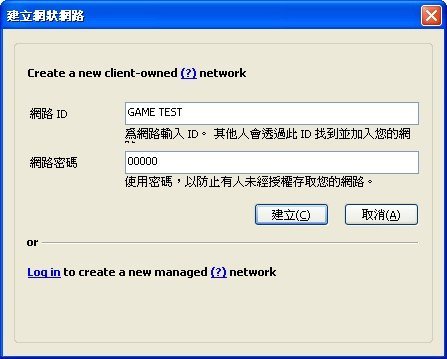 建立網狀網路
Create a new client-owned (?) network
網路 ID
GAME TEST
為網路輸入 ID。 其他人會透過此 ID 找到並加入您的網
網路密碼
00000
使用密碼，以防止有人未經授權存取您的網路。
建立(C)
取消(A)
or
Log in to create a new managed (?) network